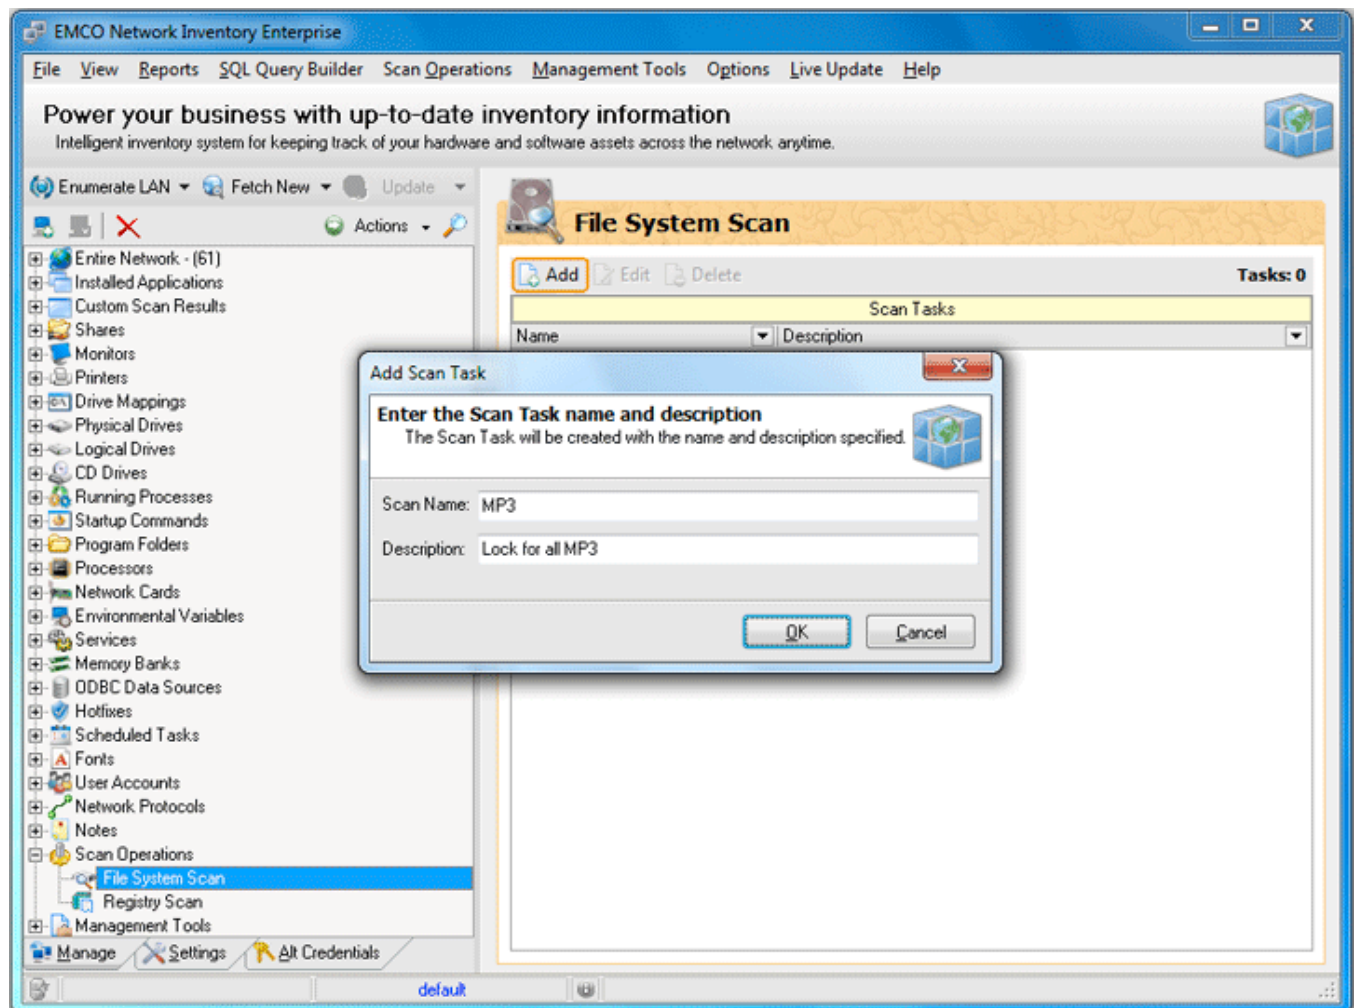 EMCO Network Inventory Enterprise
File View Reports SQL Query Builder Scan Operations Management Tools Options Live Update Help
Power your business with up-to-date inventory information
Intelligent inventory system for keeping track of your hardware and software assets across the network anytime.
Enumerate LAN Fetch New Update
Actions
File System Scan
Add Edit Delete Tasks: 0
Scan Tasks
Name Description
Entire Network - (61)
Installed Applications
Custom Scan Results
Shares
Monitors
Printers
Drive Mappings
Physical Drives
Logical Drives
CD Drives
Running Processes
Startup Commands
Program Folders
Processors
Network Cards
Environmental Variables
Services
Memory Banks
ODBC Data Sources
Hotfixes
Scheduled Tasks
Fonts
User Accounts
Network Protocols
Notes
Scan Operations
File System Scan
Registry Scan
Management Tools
Add Scan Task
Enter the Scan Task name and description
The Scan Task will be created with the name and description specified.
Scan Name: MP3
Description: Lock for all MP3
OK Cancel
Manage Settings Alt Credentials
default